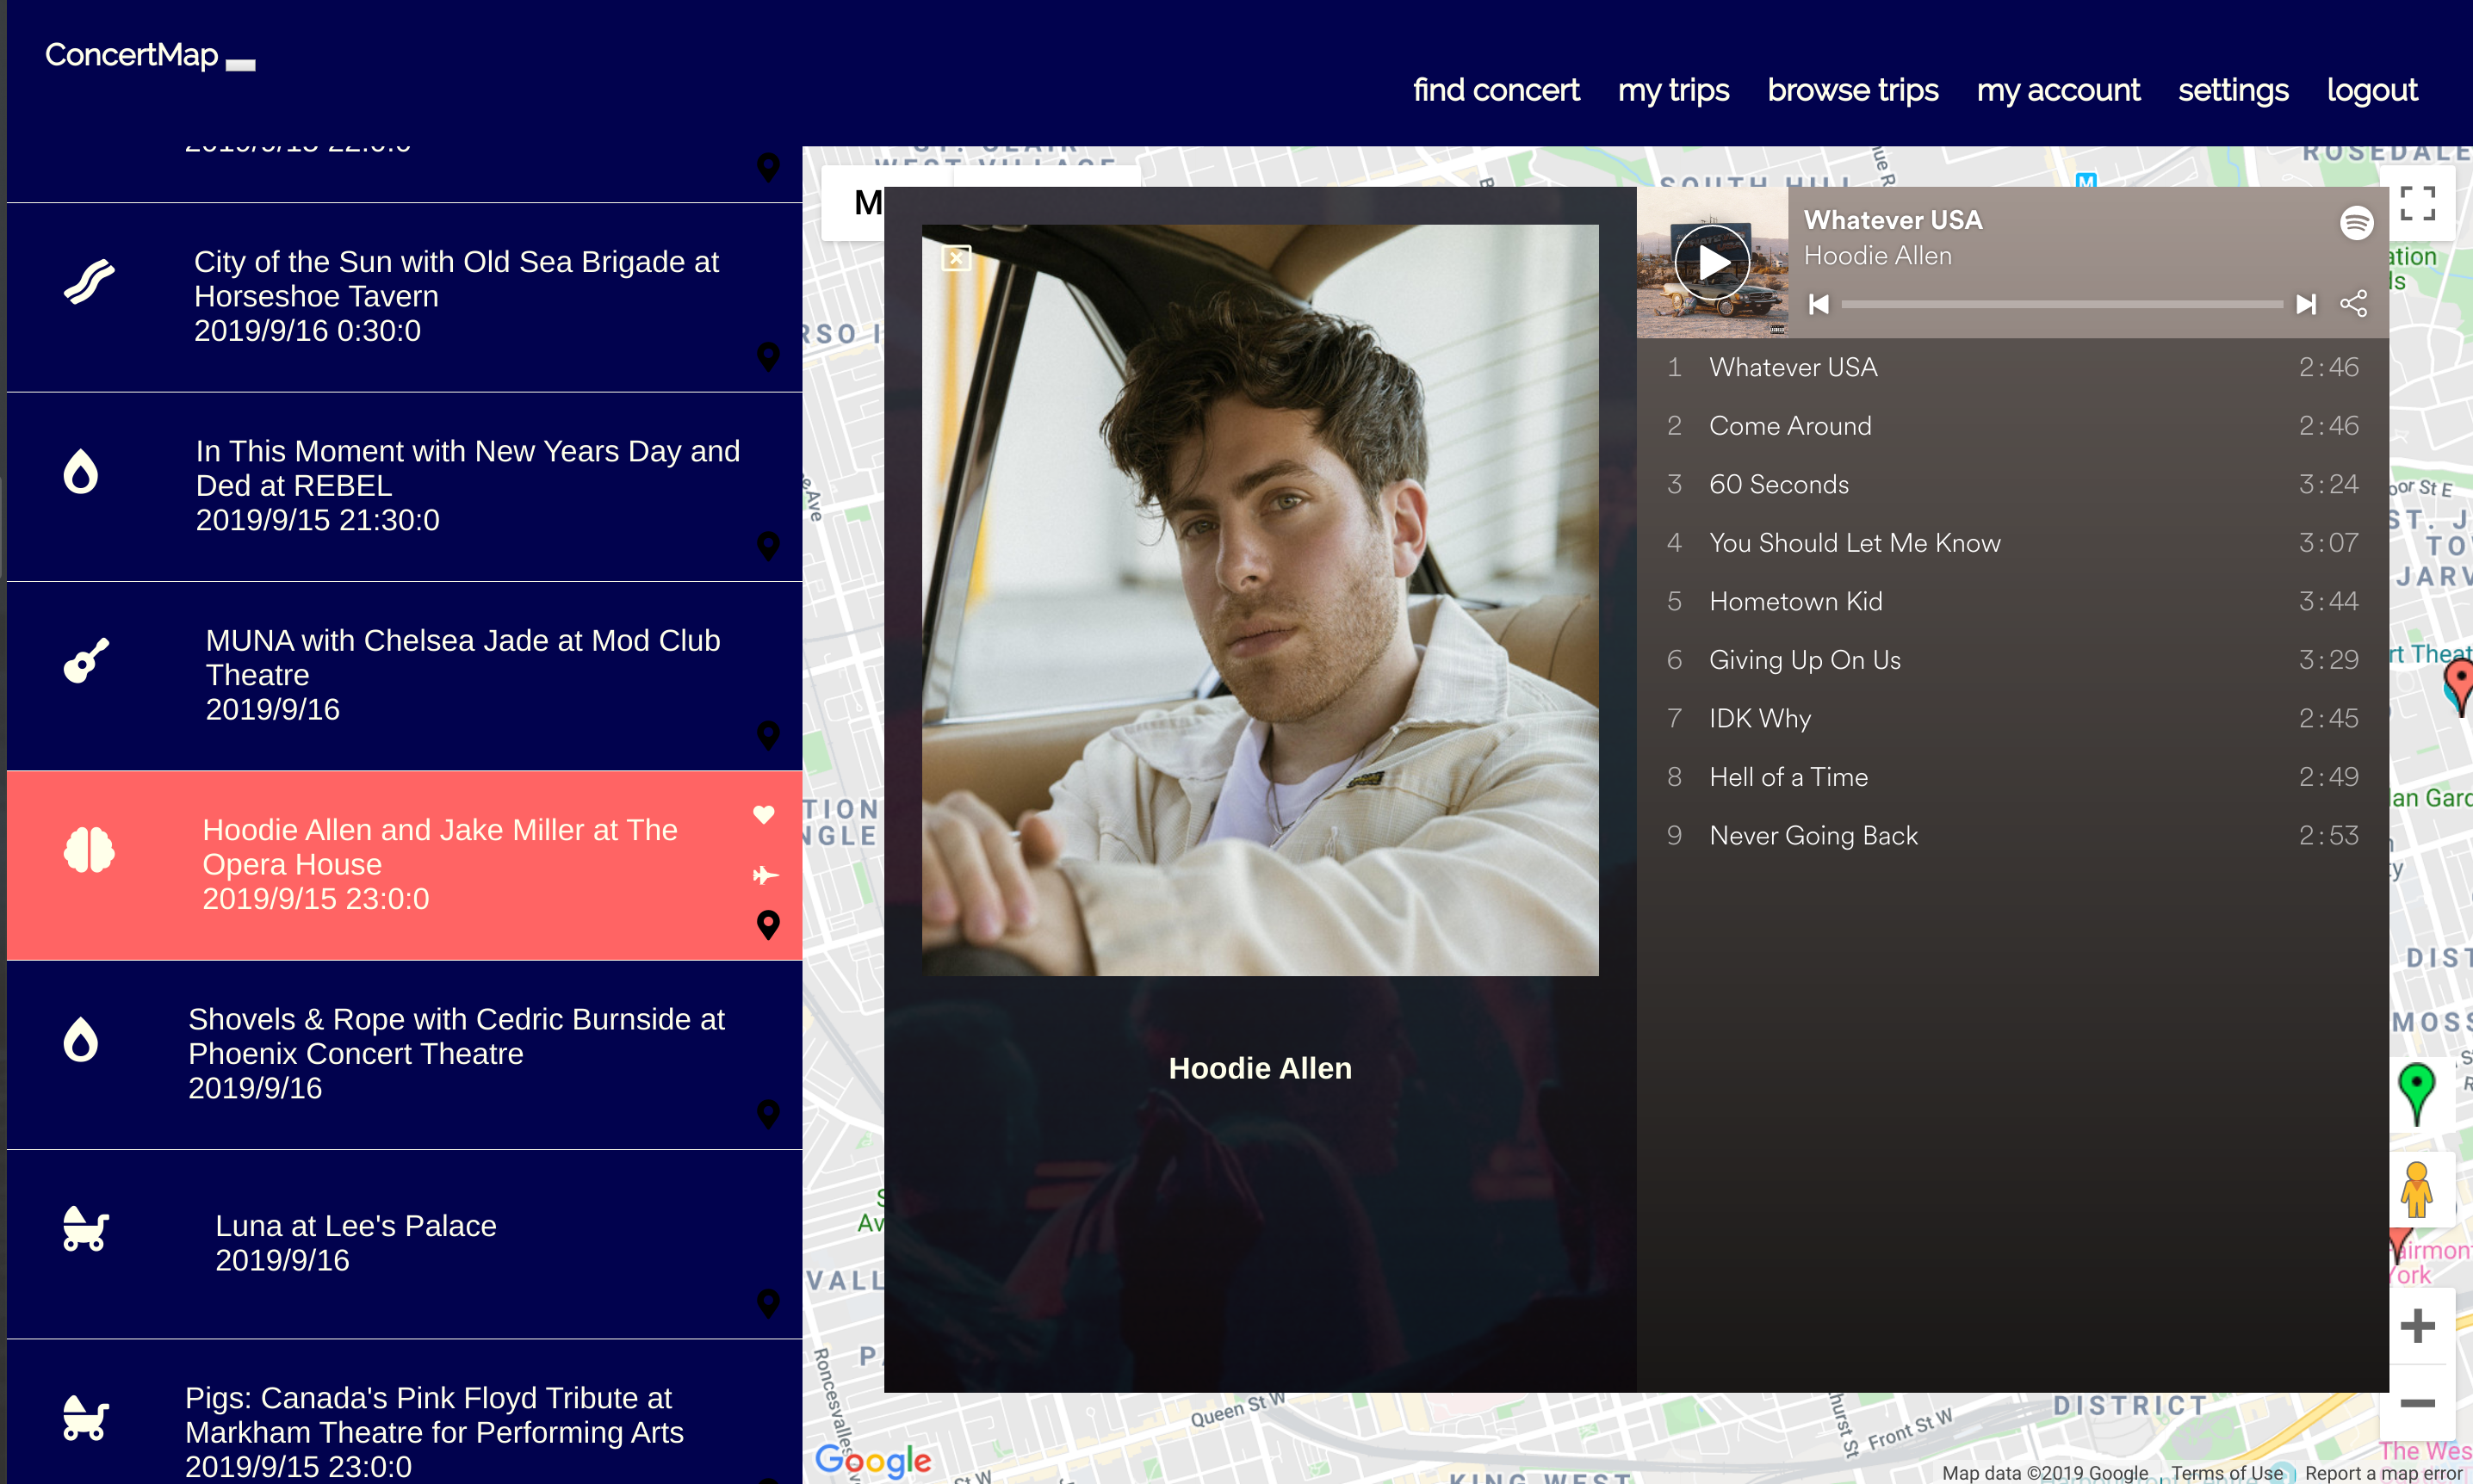 ConcertMap
find concert my trips browse trips my account settings logout
City of the Sun with Old Sea Brigade at
Horseshoe Tavern
2019/9/16 0:30:0
In This Moment with New Years Day and
Ded at REBEL
2019/9/15 21:30:0
MUNA with Chelsea Jade at Mod Club
Theatre
2019/9/16
Hoodie Allen and Jake Miller at The
Opera House
2019/9/15 23:0:0
Shovels & Rope with Cedric Burnside at
Phoenix Concert Theatre
2019/9/16
Luna at Lee's Palace
2019/9/16
Pigs: Canada's Pink Floyd Tribute at
Markham Theatre for Performing Arts
2019/9/15 23:0:0
WEST VILLAGE
M
SOUTH HILL
M
ROSEDALE
Hoodie Allen
Whatever USA
Hoodie Allen
1 Whatever USA 2:46
2 Come Around 2:46
3 60 Seconds 3:24
4 You Should Let Me Know 3:07
5 Hometown Kid 3:44
6 Giving Up On Us 3:29
7 IDK Why 2:45
8 Hell of a Time 2:49
9 Never Going Back 2:53
Queen St W
Front St W
DISTRICT
KING WEST
Google
Map data ©2019 Google Terms of Use Report a map error